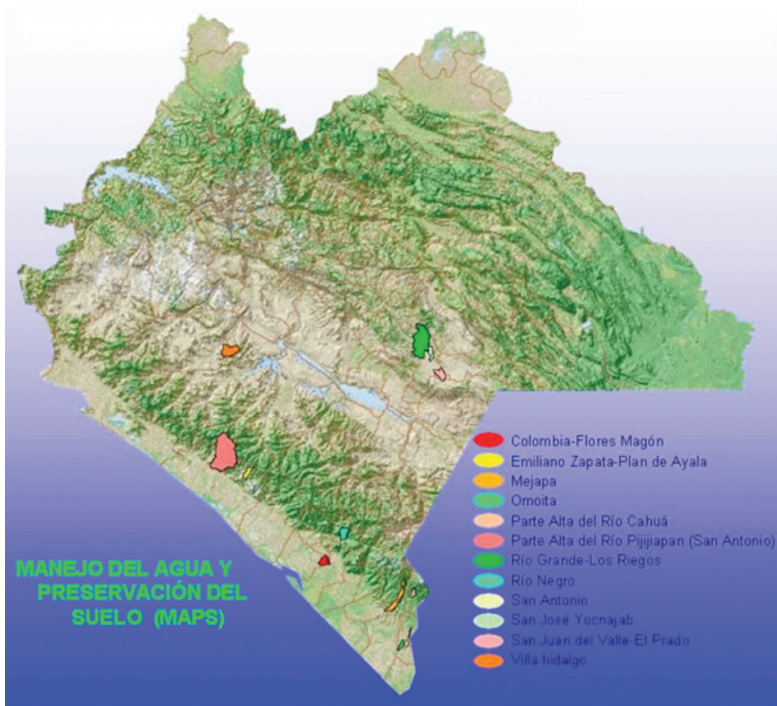 Colombia-Flores Magón
Emiliano Zapata-Plan de Ayala
Mejapa
Omoita
Parte Alta del Río Cahuá
Parte Alta del Río Pijijiapan (San Antonio)
Río Grande-Los Riegos
Río Negro
San Antonio
San José Yocnajab
San Juan del Valle-El Prado
Villa hidalgo
MANEJO DEL AGUA Y
PRESERVACIÓN DEL
SUELO (MAPS)